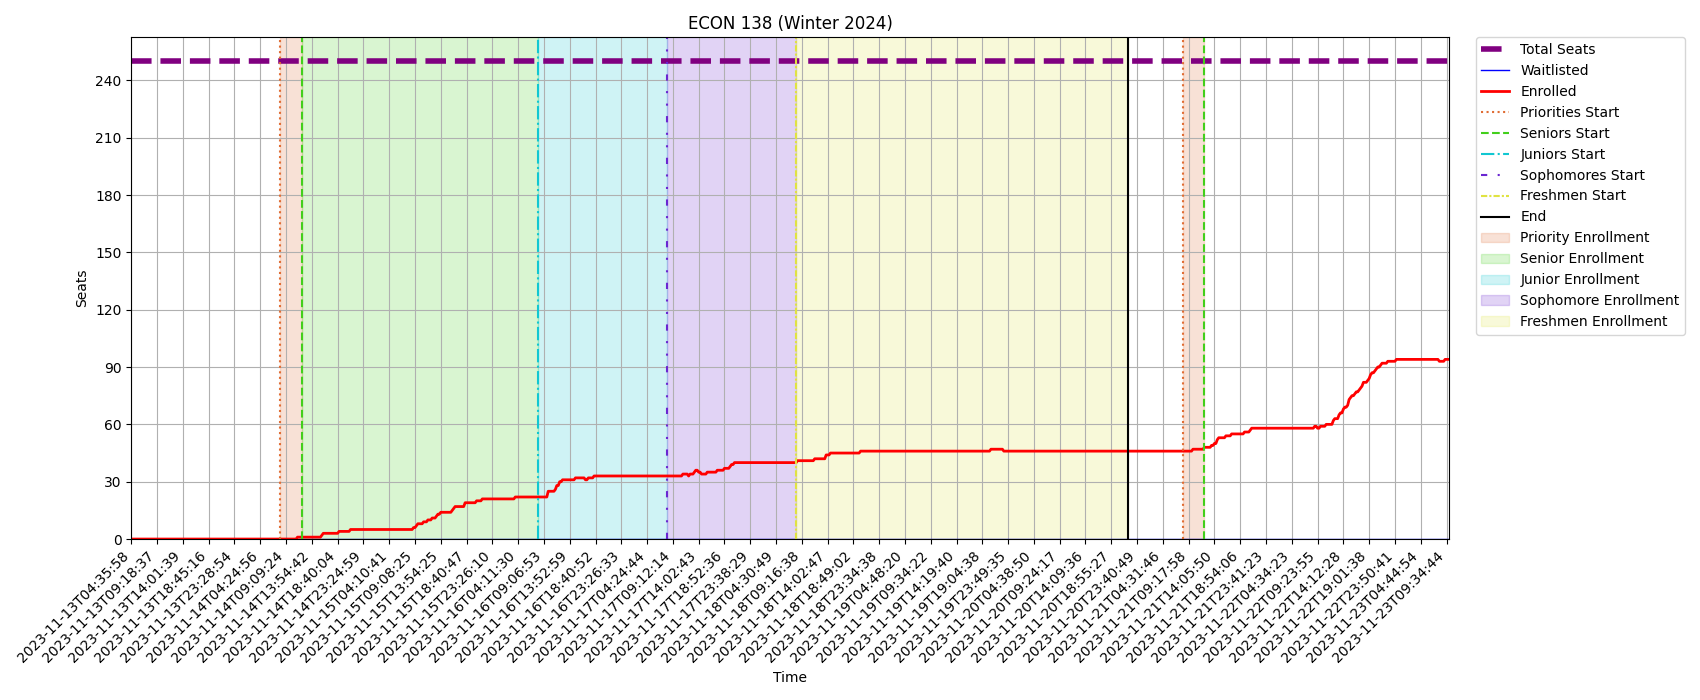 ECON 138 (Winter 2024)
240
210
180
150
120
90
60
30
0
Seats
2023-11-13T04:35:58
2023-11-13T09:18:37
2023-11-13T14:01:39
2023-11-13T18:45:16
2023-11-13T23:28:54
2023-11-14T04:24:56
2023-11-14T09:09:24
2023-11-14T13:54:42
2023-11-14T18:40:04
2023-11-14T23:24:59
2023-11-15T04:10:41
2023-11-15T09:08:25
2023-11-15T13:54:25
2023-11-15T18:40:47
2023-11-15T23:26:10
2023-11-16T04:11:30
2023-11-16T09:06:53
2023-11-16T13:52:59
2023-11-16T18:40:52
2023-11-16T23:26:33
2023-11-17T04:24:44
2023-11-17T09:12:14
2023-11-17T14:02:43
2023-11-17T18:52:36
2023-11-17T23:38:29
2023-11-18T04:30:49
2023-11-18T09:16:38
2023-11-18T14:02:47
2023-11-18T18:49:02
2023-11-18T23:34:38
2023-11-19T04:48:20
2023-11-19T09:34:22
2023-11-19T14:19:40
2023-11-19T19:04:38
2023-11-19T23:49:35
2023-11-20T04:38:50
2023-11-20T09:24:17
2023-11-20T14:09:36
2023-11-20T18:55:27
2023-11-20T23:40:49
2023-11-21T04:31:46
2023-11-21T09:17:58
2023-11-21T14:05:50
2023-11-21T18:54:06
2023-11-21T23:41:23
2023-11-22T04:34:23
2023-11-22T09:23:55
2023-11-22T14:12:28
2023-11-22T19:01:38
2023-11-22T23:50:41
2023-11-23T04:44:54
2023-11-23T09:34:44
Time
Total Seats
Waitlisted
Enrolled
Priorities Start
Seniors Start
Juniors Start
Sophomores Start
Freshmen Start
End
Priority Enrollment
Senior Enrollment
Junior Enrollment
Sophomore Enrollment
Freshmen Enrollment